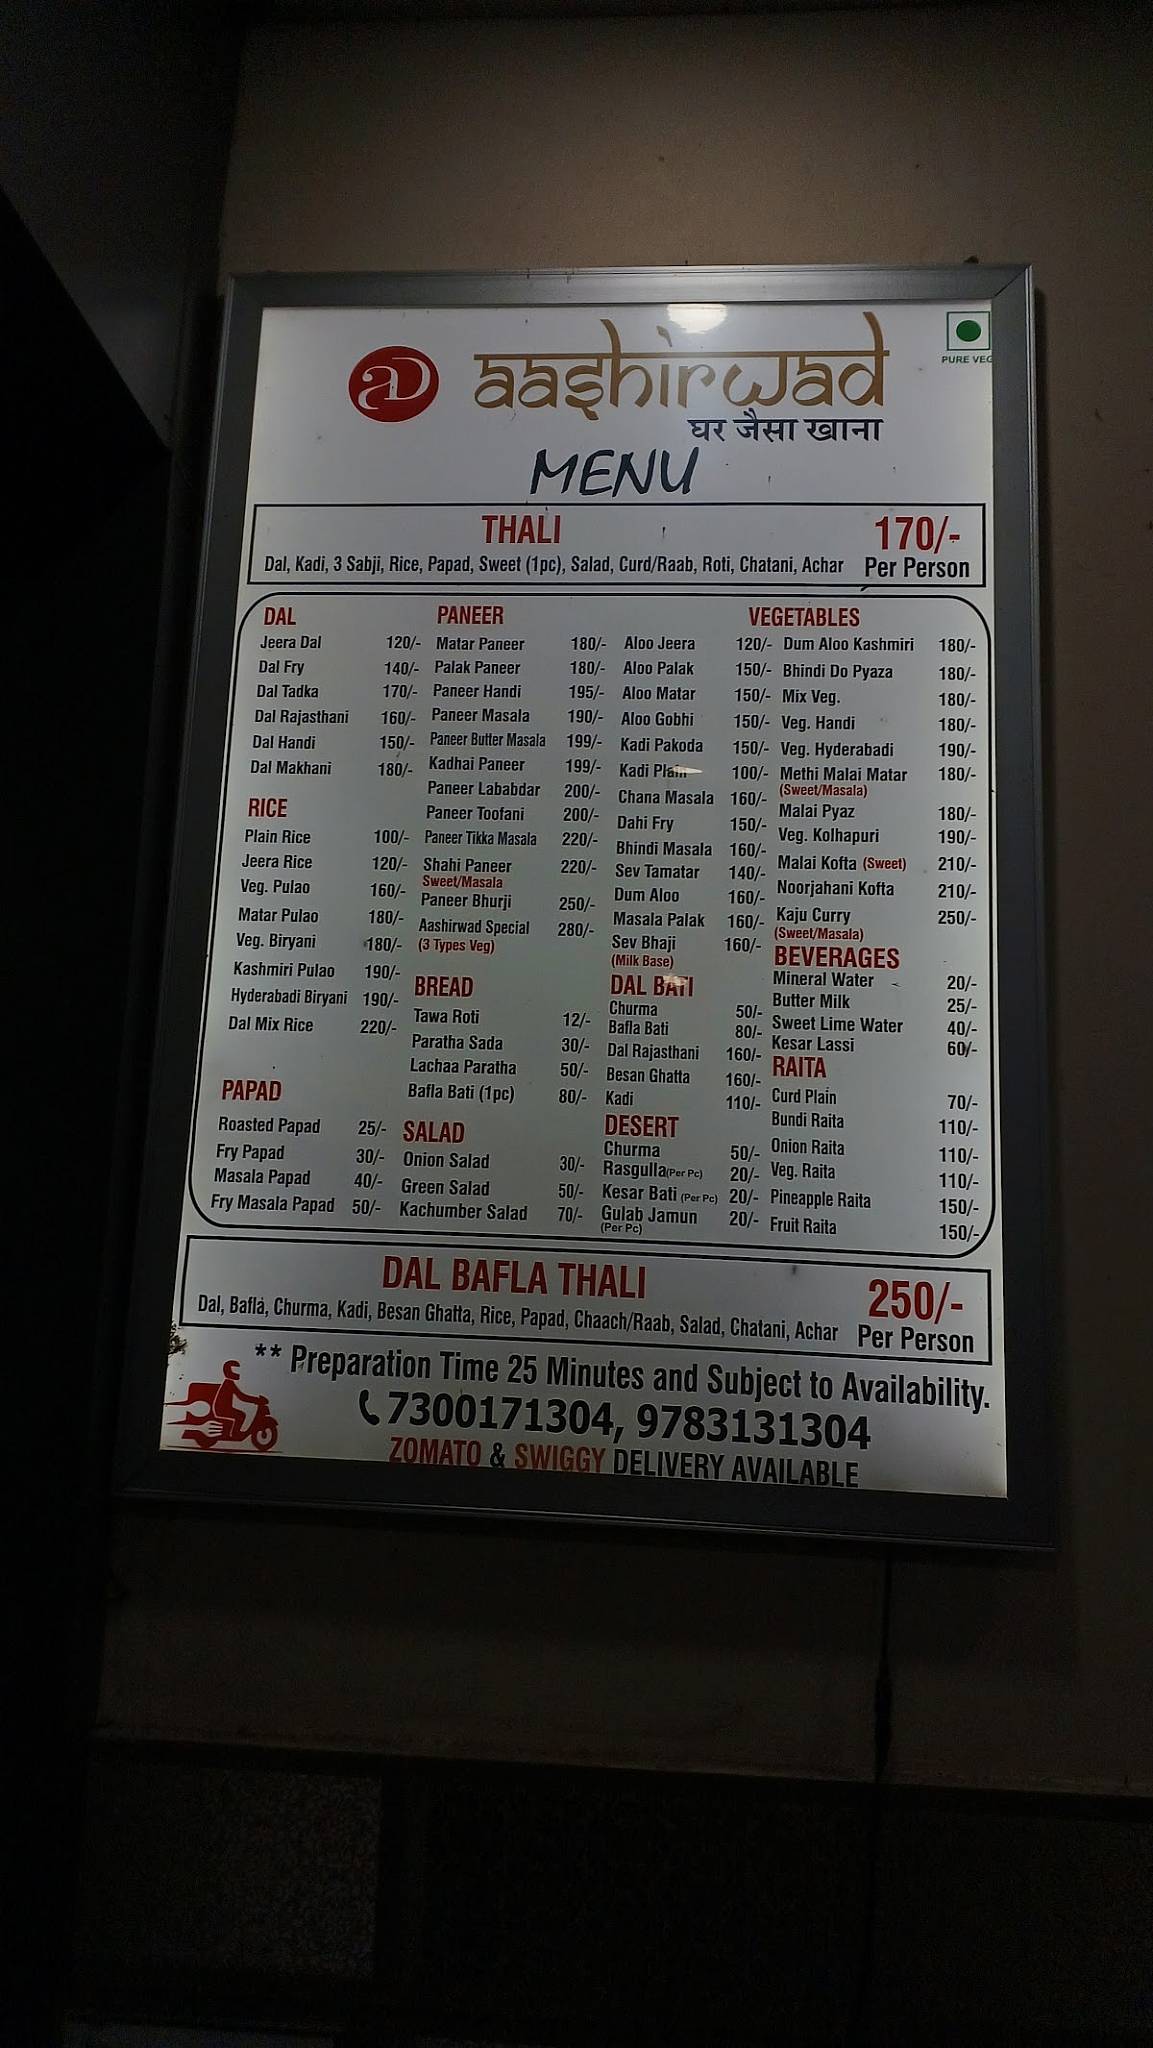 aD aashirwad
PURE VEG
घर जैसा खाना
MENU
THALI 170/-
Dal, Kadi, 3 Sabji, Rice, Papad, Sweet (1pc), Salad, Curd/Raab, Roti, Chatani, Achar Per Person
DAL
Jeera Dal 120/-
Dal Fry 140/-
Dal Tadka 170/-
Dal Rajasthani 160/-
Dal Handi 150/-
Dal Makhani 180/-
RICE
Plain Rice 100/-
Jeera Rice 120/-
Veg. Pulao 160/-
Matar Pulao 180/-
Veg. Biryani 180/-
Kashmiri Pulao 190/-
Hyderabadi Biryani 190/-
Dal Mix Rice 220/-
PAPAD
Roasted Papad 25/-
Fry Papad 30/-
Masala Papad 40/-
Fry Masala Papad 50/-
PANEER
Matar Paneer 180/-
Palak Paneer 180/-
Paneer Handi 195/-
Paneer Masala 190/-
Paneer Butter Masala 199/-
Kadhai Paneer 199/-
Paneer Lababdar 200/-
Paneer Toofani 200/-
Paneer Tikka Masala 220/-
Shahi Paneer 220/-
Sweet/Masala
Paneer Bhurji 250/-
Aashirwad Special 280/-
(3 Types Veg)
BREAD
Tawa Roti 12/-
Paratha Sada 30/-
Lachaa Paratha 50/-
Bafla Bati (1pc) 80/-
SALAD
Onion Salad 30/-
Green Salad 50/-
Kachumber Salad 70/-
VEGETABLES
Aloo Jeera 120/-
Aloo Palak 150/-
Aloo Matar 150/-
Aloo Gobhi 150/-
Kadi Pakoda 150/-
Kadi Plain 100/-
Chana Masala 160/-
Dahi Fry 150/-
Bhindi Masala 160/-
Sev Tamatar 140/-
Dum Aloo 160/-
Masala Palak 160/-
Sev Bhaji 160/-
(Milk Base)
DAL BATI
Churma 50/-
Bafla Bati 80/-
Dal Rajasthani 160/-
Besan Ghatta 160/-
Kadi 110/-
DESERT
Churma 50/-
Rasgulla (Per Pc) 20/-
Kesar Bati (Per Pc) 20/-
Gulab Jamun 20/-
(Per Pc)
Dum Aloo Kashmiri 180/-
Bhindi Do Pyaza 180/-
Mix Veg. 180/-
Veg. Handi 180/-
Veg. Hyderabadi 190/-
Methi Malai Matar 180/-
(Sweet/Masala)
Malai Pyaz 180/-
Veg. Kolhapuri 190/-
Malai Kofta (Sweet) 210/-
Noorjahani Kofta 210/-
Kaju Curry 250/-
(Sweet/Masala)
BEVERAGES
Mineral Water 20/-
Butter Milk 25/-
Sweet Lime Water 40/-
Kesar Lassi 60/-
RAITA
Curd Plain 70/-
Bundi Raita 110/-
Onion Raita 110/-
Veg. Raita 110/-
Pineapple Raita 150/-
Fruit Raita 150/-
DAL BAFLA THALI 250/-
Dal, Bafla, Churma, Kadi, Besan Ghatta, Rice, Papad, Chaach/Raab, Salad, Chatani, Achar Per Person
** Preparation Time 25 Minutes and Subject to Availability.
7300171304, 9783131304
ZOMATO & SWIGGY DELIVERY AVAILABLE